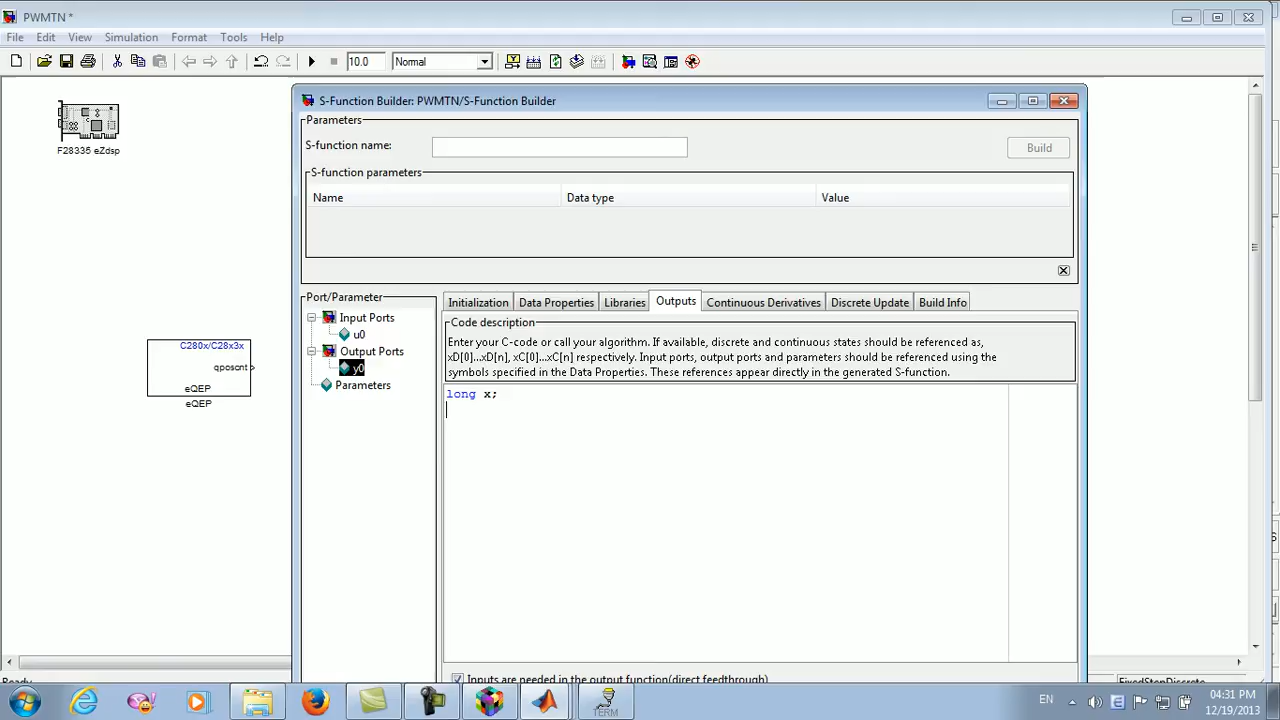 PWMTN *
File Edit View Simulation Format Tools Help
10.0 Normal
F28335 eZdsp
S-Function Builder: PWMTN/S-Function Builder
Parameters
S-function name:
Build
S-function parameters
Name Data type Value
Port/Parameter
Input Ports
u0
Output Ports
y0
Parameters
Initialization Data Properties Libraries Outputs Continuous Derivatives Discrete Update Build Info
Code description
Enter your C-code or call your algorithm. If available, discrete and continuous states should be referenced as,
xD[0]...xD[n], xC[0]...xC[n] respectively. Input ports, output ports and parameters should be referenced using the
symbols specified in the Data Properties. These references appear directly in the generated S-function.
long x;
C280x/C28x3x
qposcnt
eQEP
eQEP
Inputs are needed in the output function(direct feedthrough)
Ready
FixedStepDiscrete
TERM
EN
04:31 PM
12/19/2013